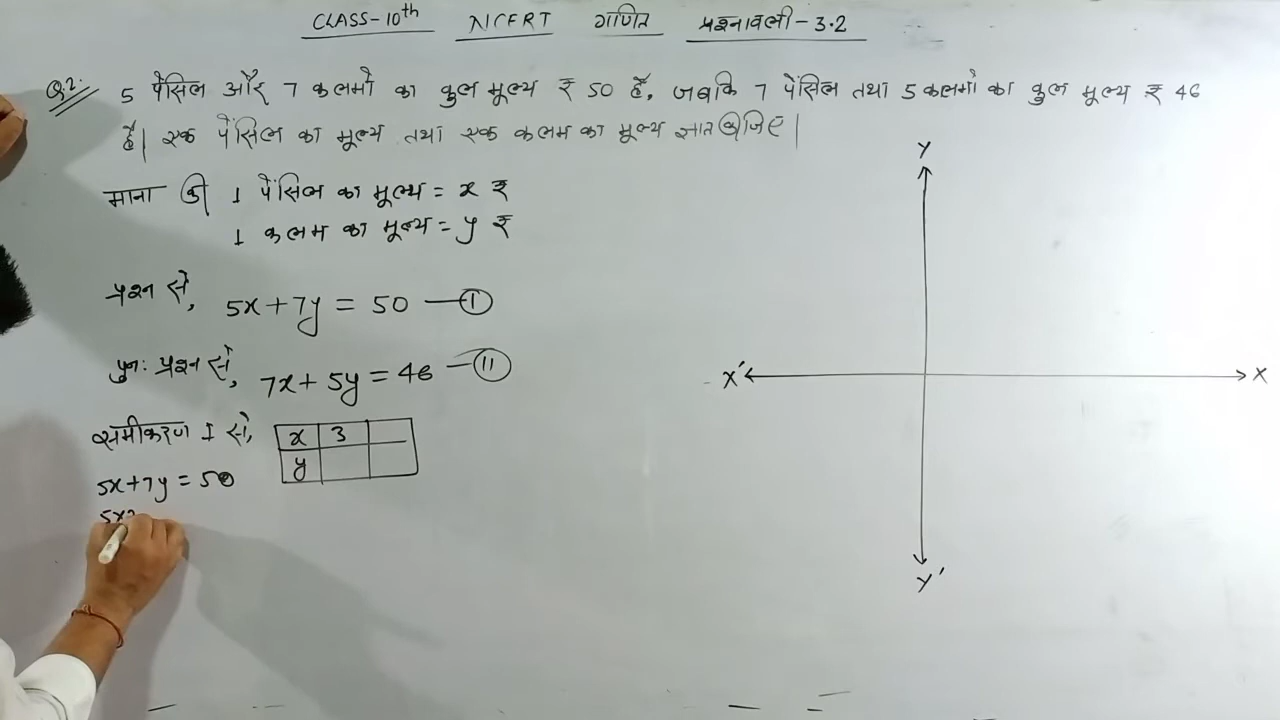 CLASS-10th NCERT गणित प्रश्नावली-3.2
Q2. 5 पेंसिल और 7 कलमों का कुल मूल्य ₹ 50 है, जबकि 7 पेंसिल तथा 5 कलमों का कुल मूल्य ₹ 46
है। एक पेंसिल का मूल्य तथा एक कलम का मूल्य ज्ञात कीजिए।
माना की 1 पेंसिल का मूल्य = x ₹
1 कलम का मूल्य = y ₹
प्रश्न से, 5x+7y = 50 — I
पुनः प्रश्न से, 7x+5y = 46 — II
समीकरण I से,
x 3
y
5x+7y = 50
Y
X' X
Y'